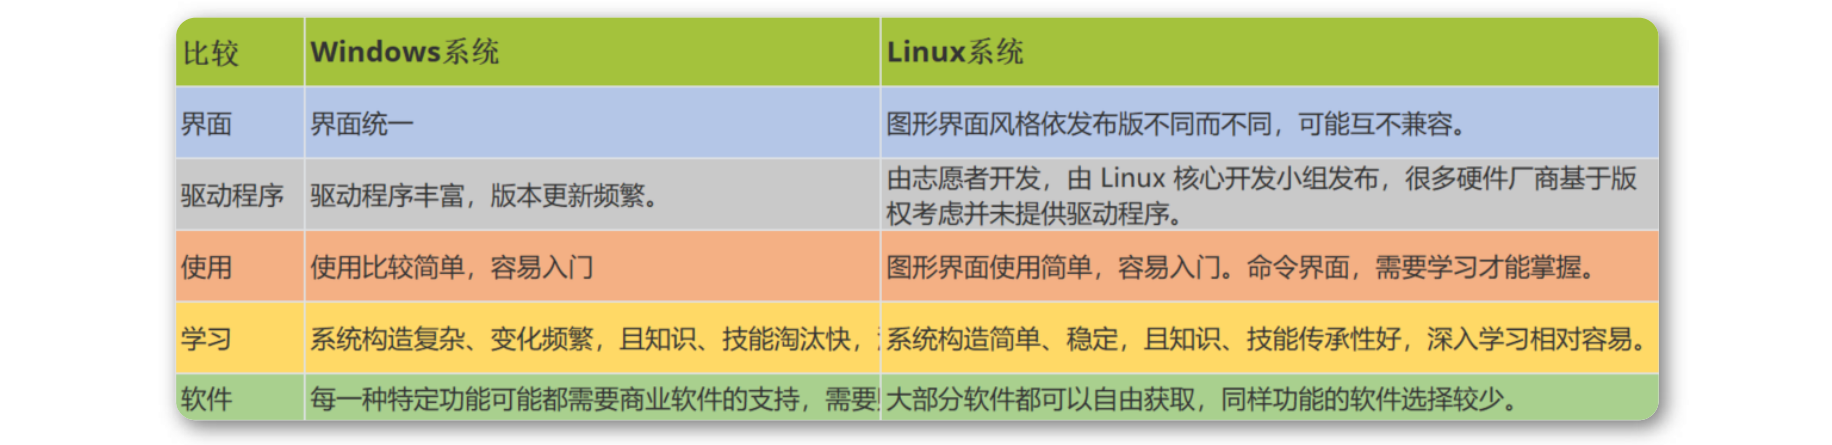 比较 Windows系统 Linux系统
界面 界面统一 图形界面风格依发布版不同而不同，可能互不兼容。
驱动程序 驱动程序丰富，版本更新频繁。 由志愿者开发，由 Linux 核心开发小组发布，很多硬件厂商基于版
权考虑并未提供驱动程序。
使用 使用比较简单，容易入门 图形界面使用简单，容易入门。命令界面，需要学习才能掌握。
学习 系统构造复杂、变化频繁，且知识、技能淘汰快， 系统构造简单、稳定，且知识、技能传承性好，深入学习相对容易。
软件 每一种特定功能可能都需要商业软件的支持，需要 大部分软件都可以自由获取，同样功能的软件选择较少。